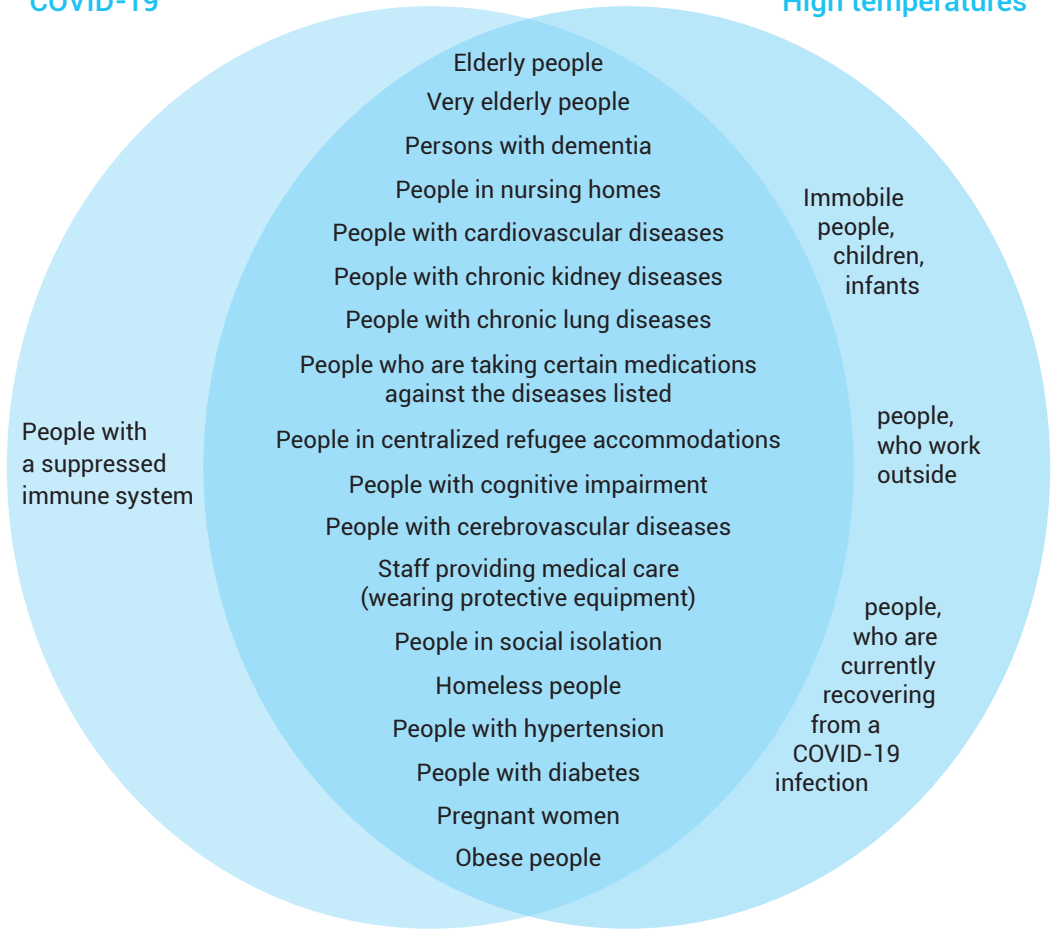 COVID-19
High temperatures
Elderly people
Very elderly people
Persons with dementia
People in nursing homes
People with cardiovascular diseases
People with chronic kidney diseases
People with chronic lung diseases
People who are taking certain medications
against the diseases listed
People in centralized refugee accommodations
People with cognitive impairment
People with cerebrovascular diseases
Staff providing medical care
(wearing protective equipment)
People in social isolation
Homeless people
People with hypertension
People with diabetes
Pregnant women
Obese people
People with
a suppressed
immune system
Immobile
people,
children,
infants
people,
who work
outside
people,
who are
currently
recovering
from a
COVID-19
infection